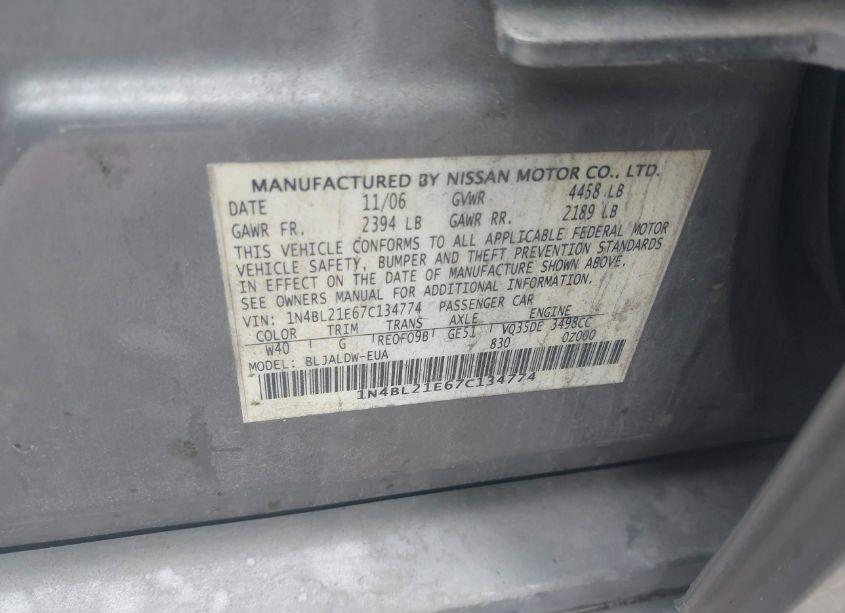 MANUFACTURED BY NISSAN MOTOR CO., LTD.
DATE 11/06 GVWR 4458 LB
GAWR FR. 2394 LB GAWR RR. 2189 LB
THIS VEHICLE CONFORMS TO ALL APPLICABLE FEDERAL MOTOR
VEHICLE SAFETY, BUMPER AND THEFT PREVENTION STANDARDS
IN EFFECT ON THE DATE OF MANUFACTURE SHOWN ABOVE.
SEE OWNERS MANUAL FOR ADDITIONAL INFORMATION.
VIN: 1N4BL21E67C134774 PASSENGER CAR
COLOR TRIM TRANS AXLE ENGINE
W40 G RE0F09B GE51 VQ35DE 3498CC
MODEL: BLJALDW-EUA 830 0Z000
1N4BL21E67C134774